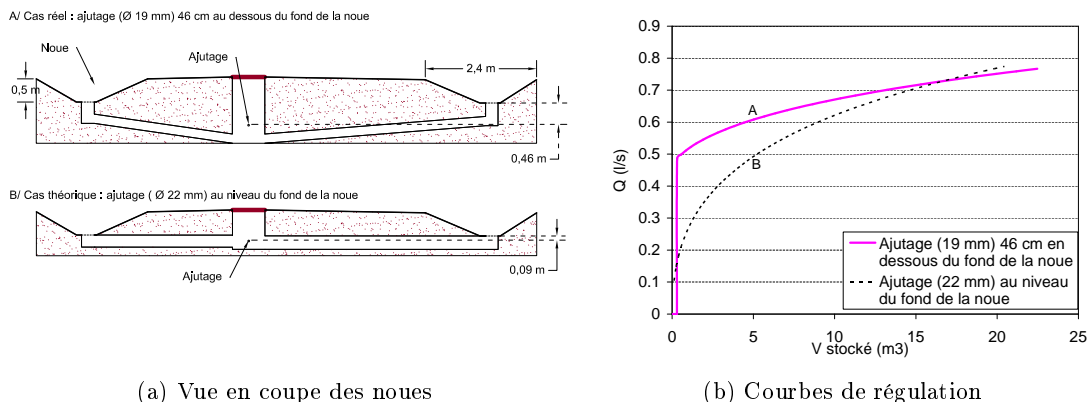 A/ Cas réel : ajutage (Ø 19 mm) 46 cm au dessous du fond de la noue
Noue
Ajutage
2,4 m
0,5 m
0,46 m
B/ Cas théorique : ajutage ( Ø 22 mm) au niveau du fond de la noue
Ajutage
0,09 m
(a) Vue en coupe des noues
0.9
0.8
0.7
0.6
0.5
0.4
0.3
0.2
0.1
0
Q (l/s)
A
B
Ajutage (19 mm) 46 cm en
dessous du fond de la noue
Ajutage (22 mm) au niveau
du fond de la noue
0 5 10 15 20 25
V stocké (m3)
(b) Courbes de régulation